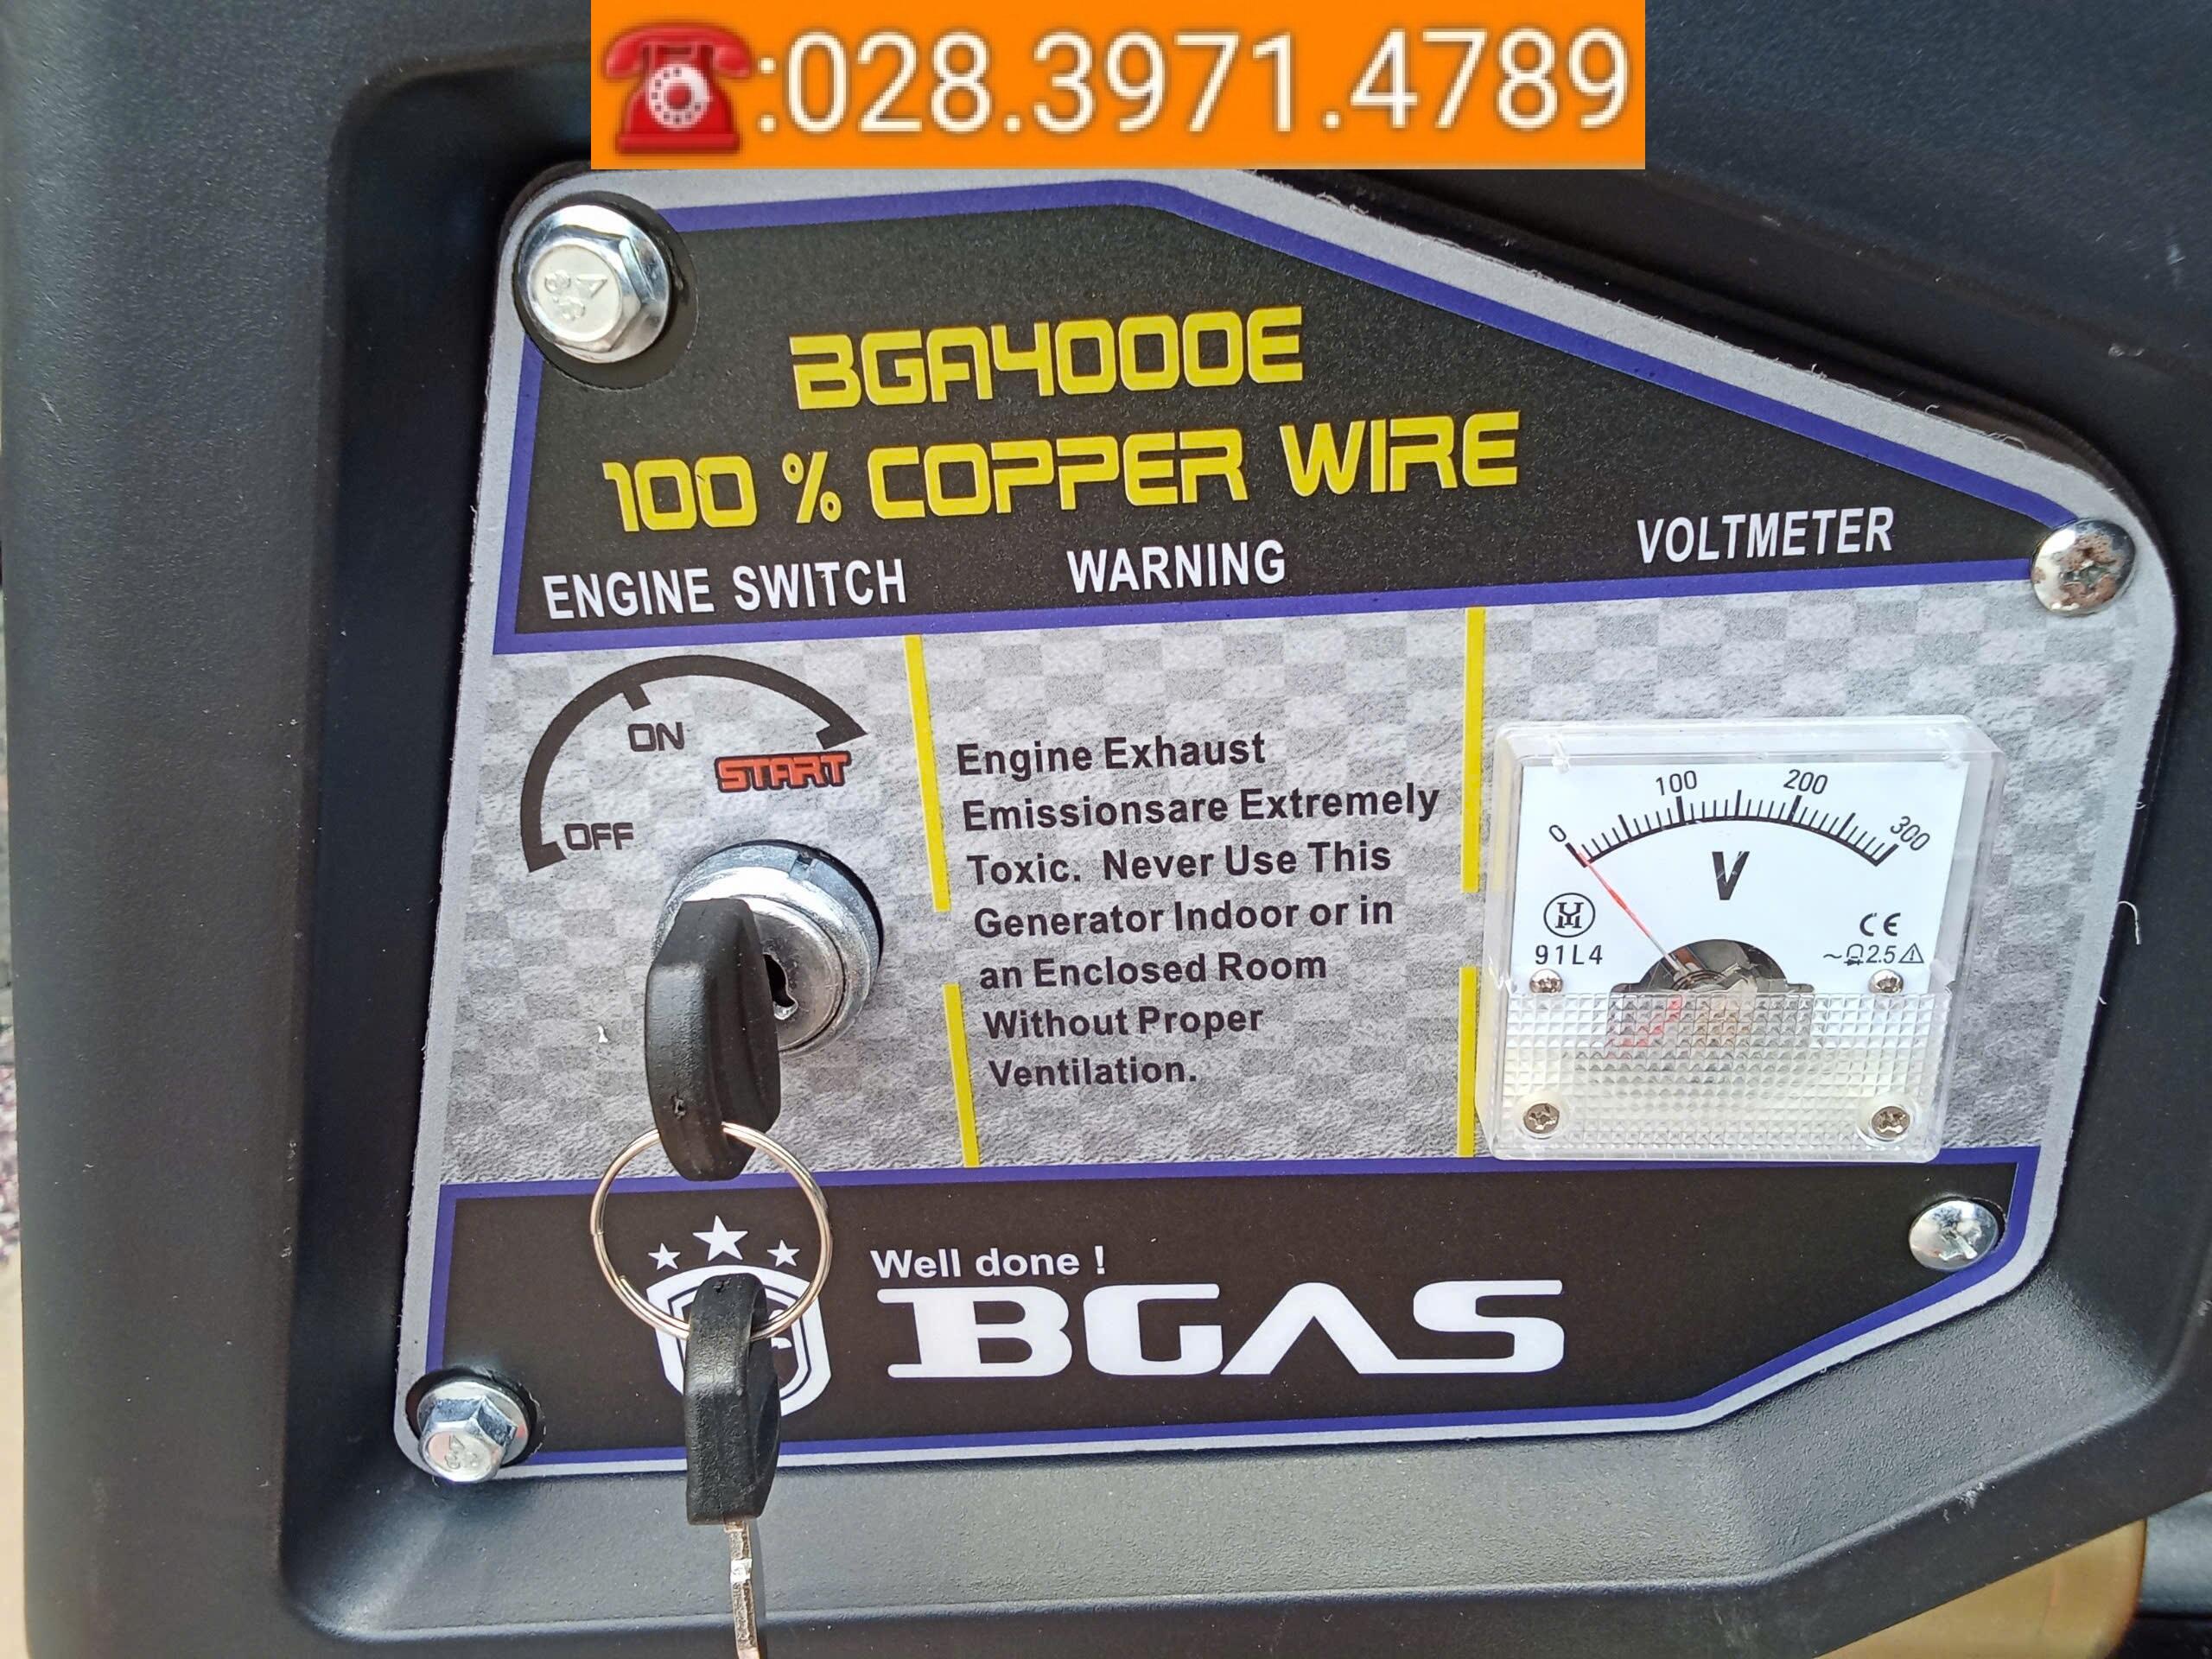 ☎:028.3971.4789
BGA4000E
100 % COPPER WIRE
ENGINE SWITCH
WARNING
VOLTMETER
ON
START
OFF
Engine Exhaust
Emissionsare Extremely
Toxic. Never Use This
Generator Indoor or in
an Enclosed Room
Without Proper
Ventilation.
0 100 200 300
V
91L4
CE
~ 2.5
Well done !
BGAS